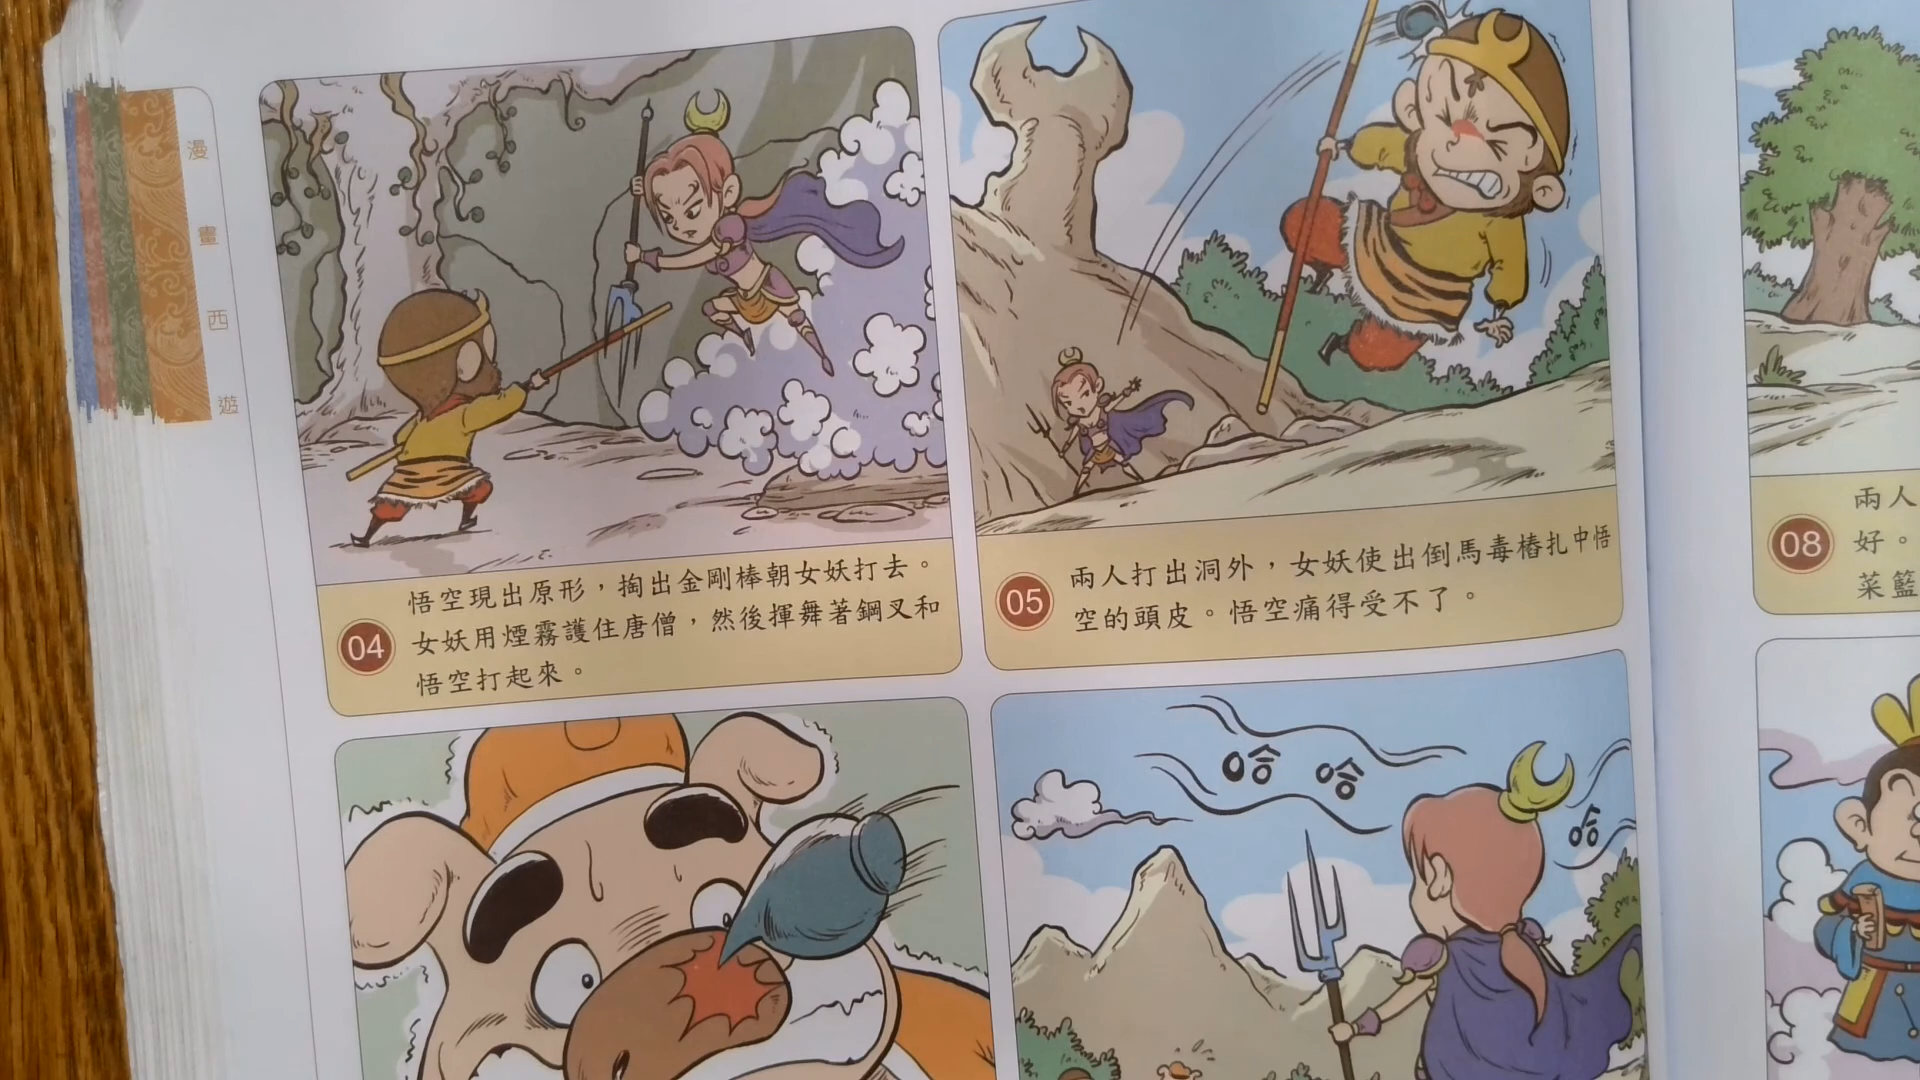 漫畫西遊
悟空現出原形，掏出金剛棒朝女妖打去。
04
女妖用煙霧護住唐僧，然後揮舞著鋼叉和
悟空打起來。
兩人打出洞外，女妖使出倒馬毒樁扎中悟
05
空的頭皮。悟空痛得受不了。
兩人
08
好。
菜籃
哈 哈
哈